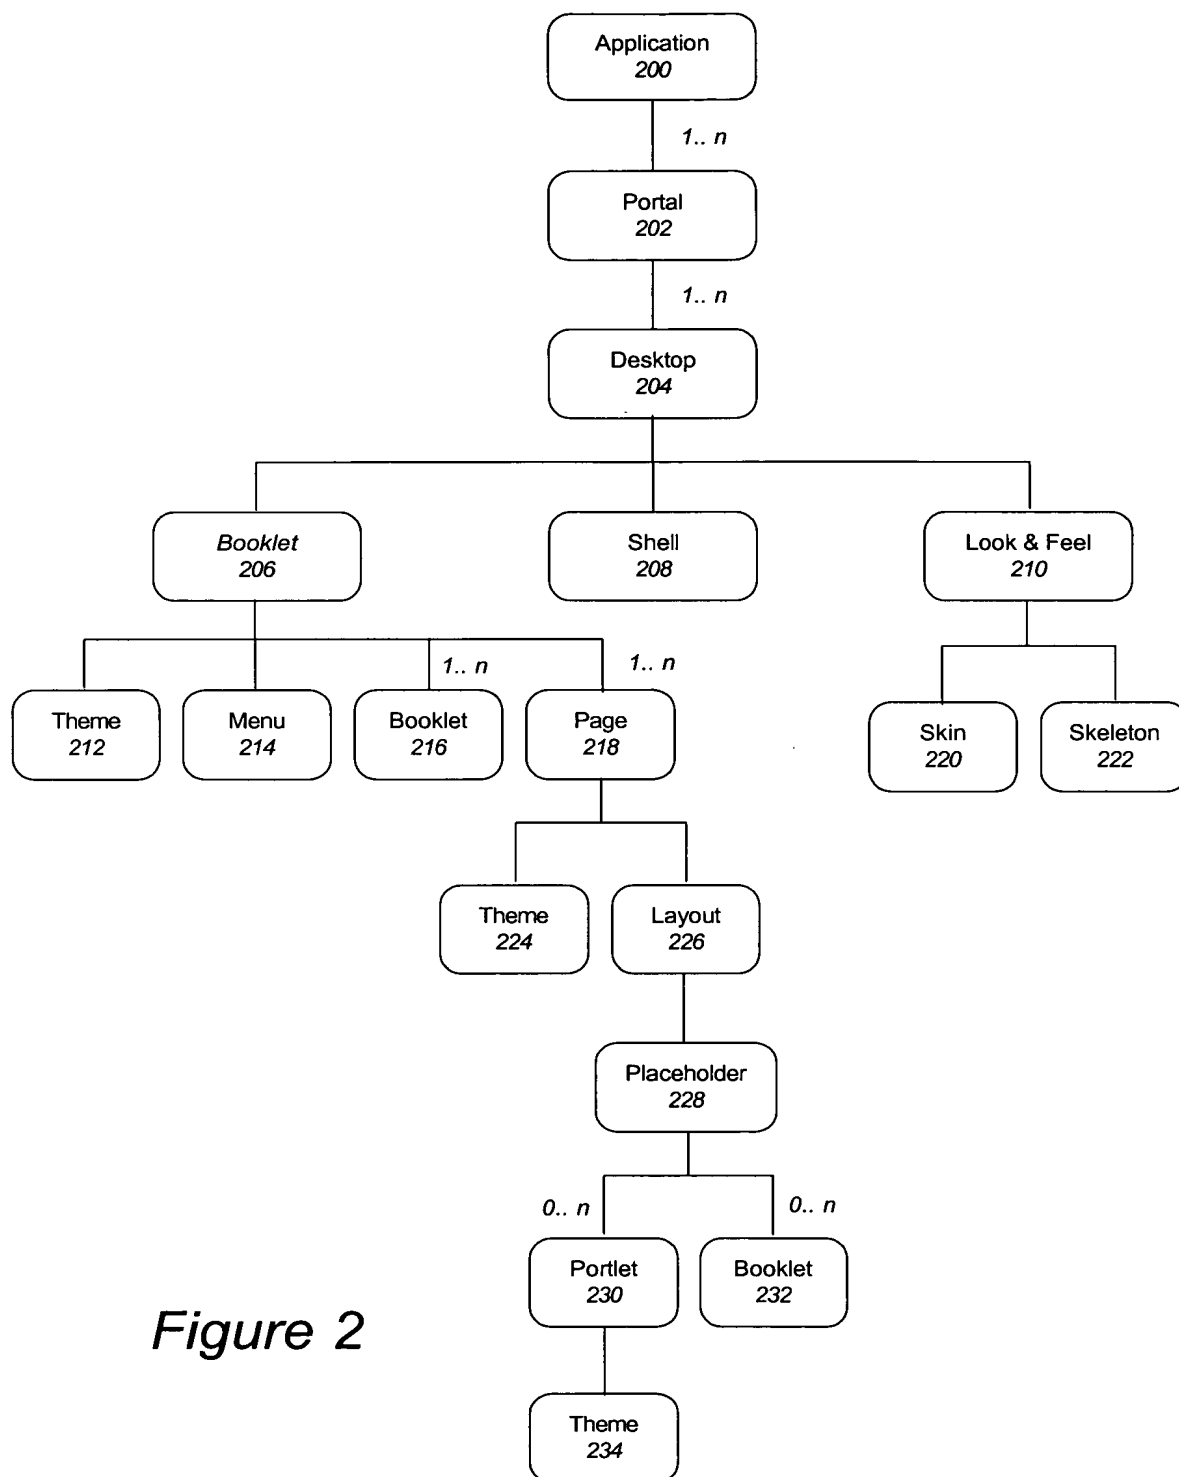 Application
200
1.. n
Portal
202
1.. n
Desktop
204
Booklet
206
Shell
208
Look & Feel
210
1.. n
1.. n
Theme
212
Menu
214
Booklet
216
Page
218
Skin
220
Skeleton
222
Theme
224
Layout
226
Placeholder
228
0.. n
0.. n
Portlet
230
Booklet
232
Figure 2
Theme
234